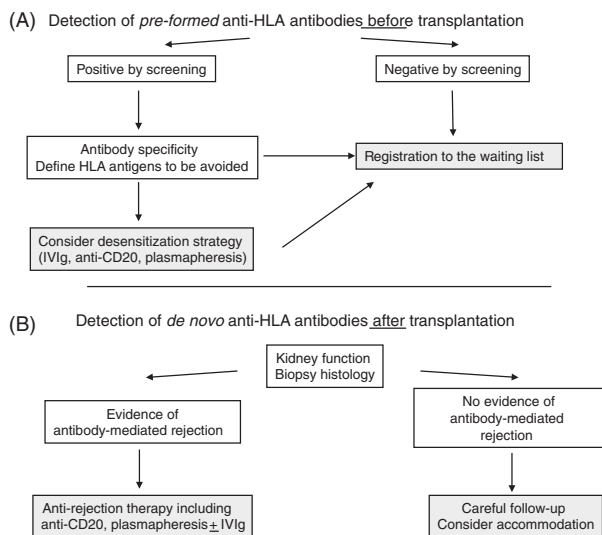 (A) Detection of pre-formed anti-HLA antibodies before transplantation
Positive by screening
Negative by screening
Antibody specificity
Define HLA antigens to be avoided
Registration to the waiting list
Consider desensitization strategy
(IVIg, anti-CD20, plasmapheresis)
(B) Detection of de novo anti-HLA antibodies after transplantation
Kidney function
Biopsy histology
Evidence of
antibody-mediated rejection
No evidence of
antibody-mediated
rejection
Anti-rejection therapy including
anti-CD20, plasmapheresis ± IVIg
Careful follow-up
Consider accommodation